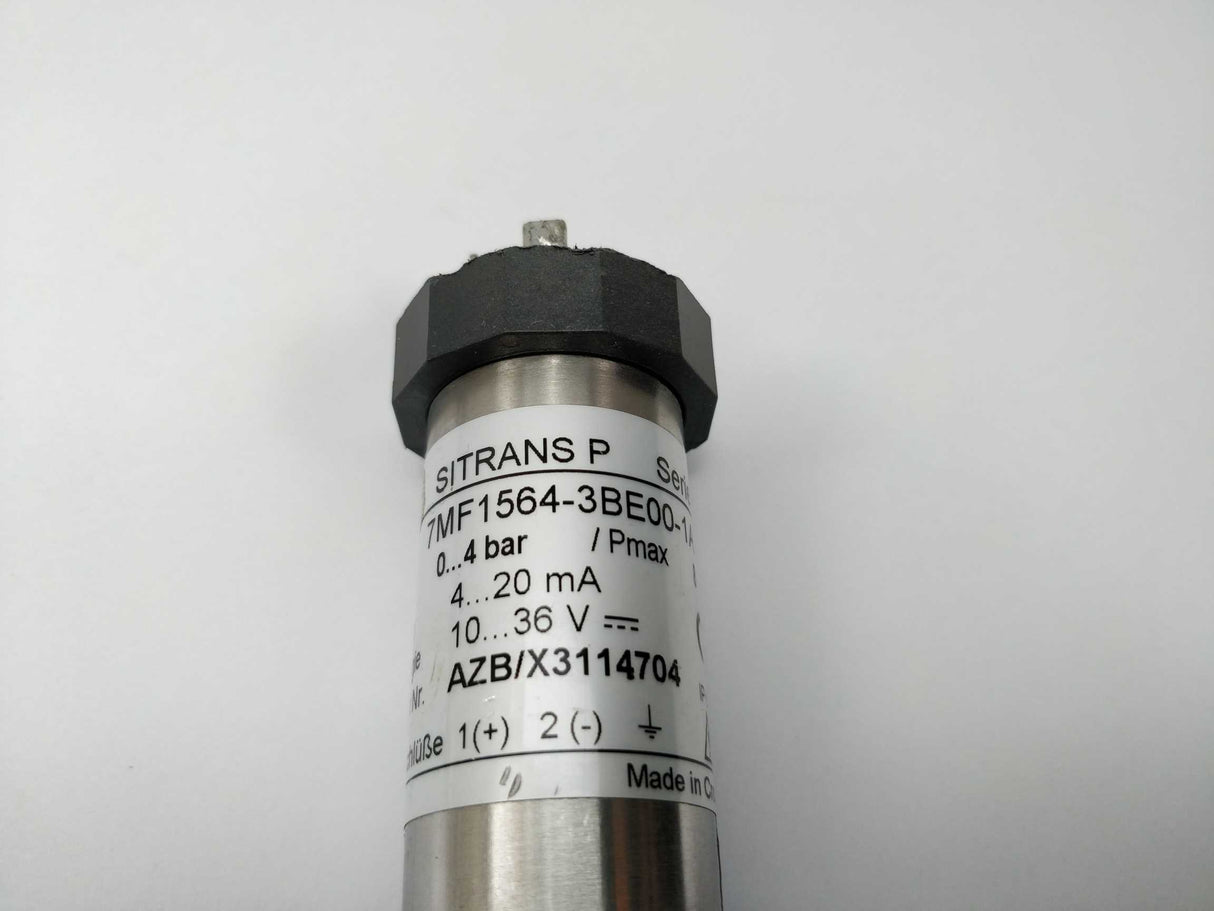 SITRANS P
7MF1564-3BE00-1A
0...4 bar / Pmax
4...20 mA
10...36 V
Nr. AZB/X3114704
1(+) 2 (-)
Made in